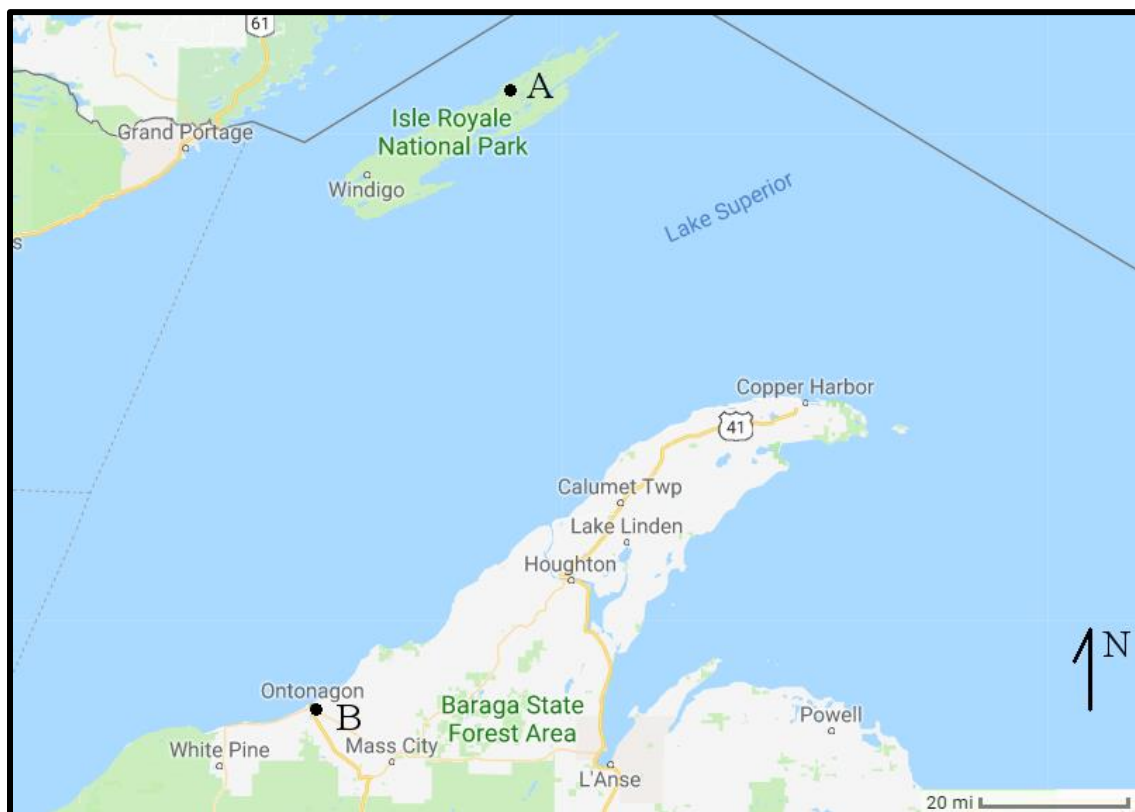 61
A
Isle Royale
National Park
Grand Portage
Windigo
Lake Superior
s
Copper Harbor
41
Calumet Twp
Lake Linden
Houghton
N
Ontonagon
B
Baraga State
Forest Area
Powell
White Pine
Mass City
L'Anse
20 mi